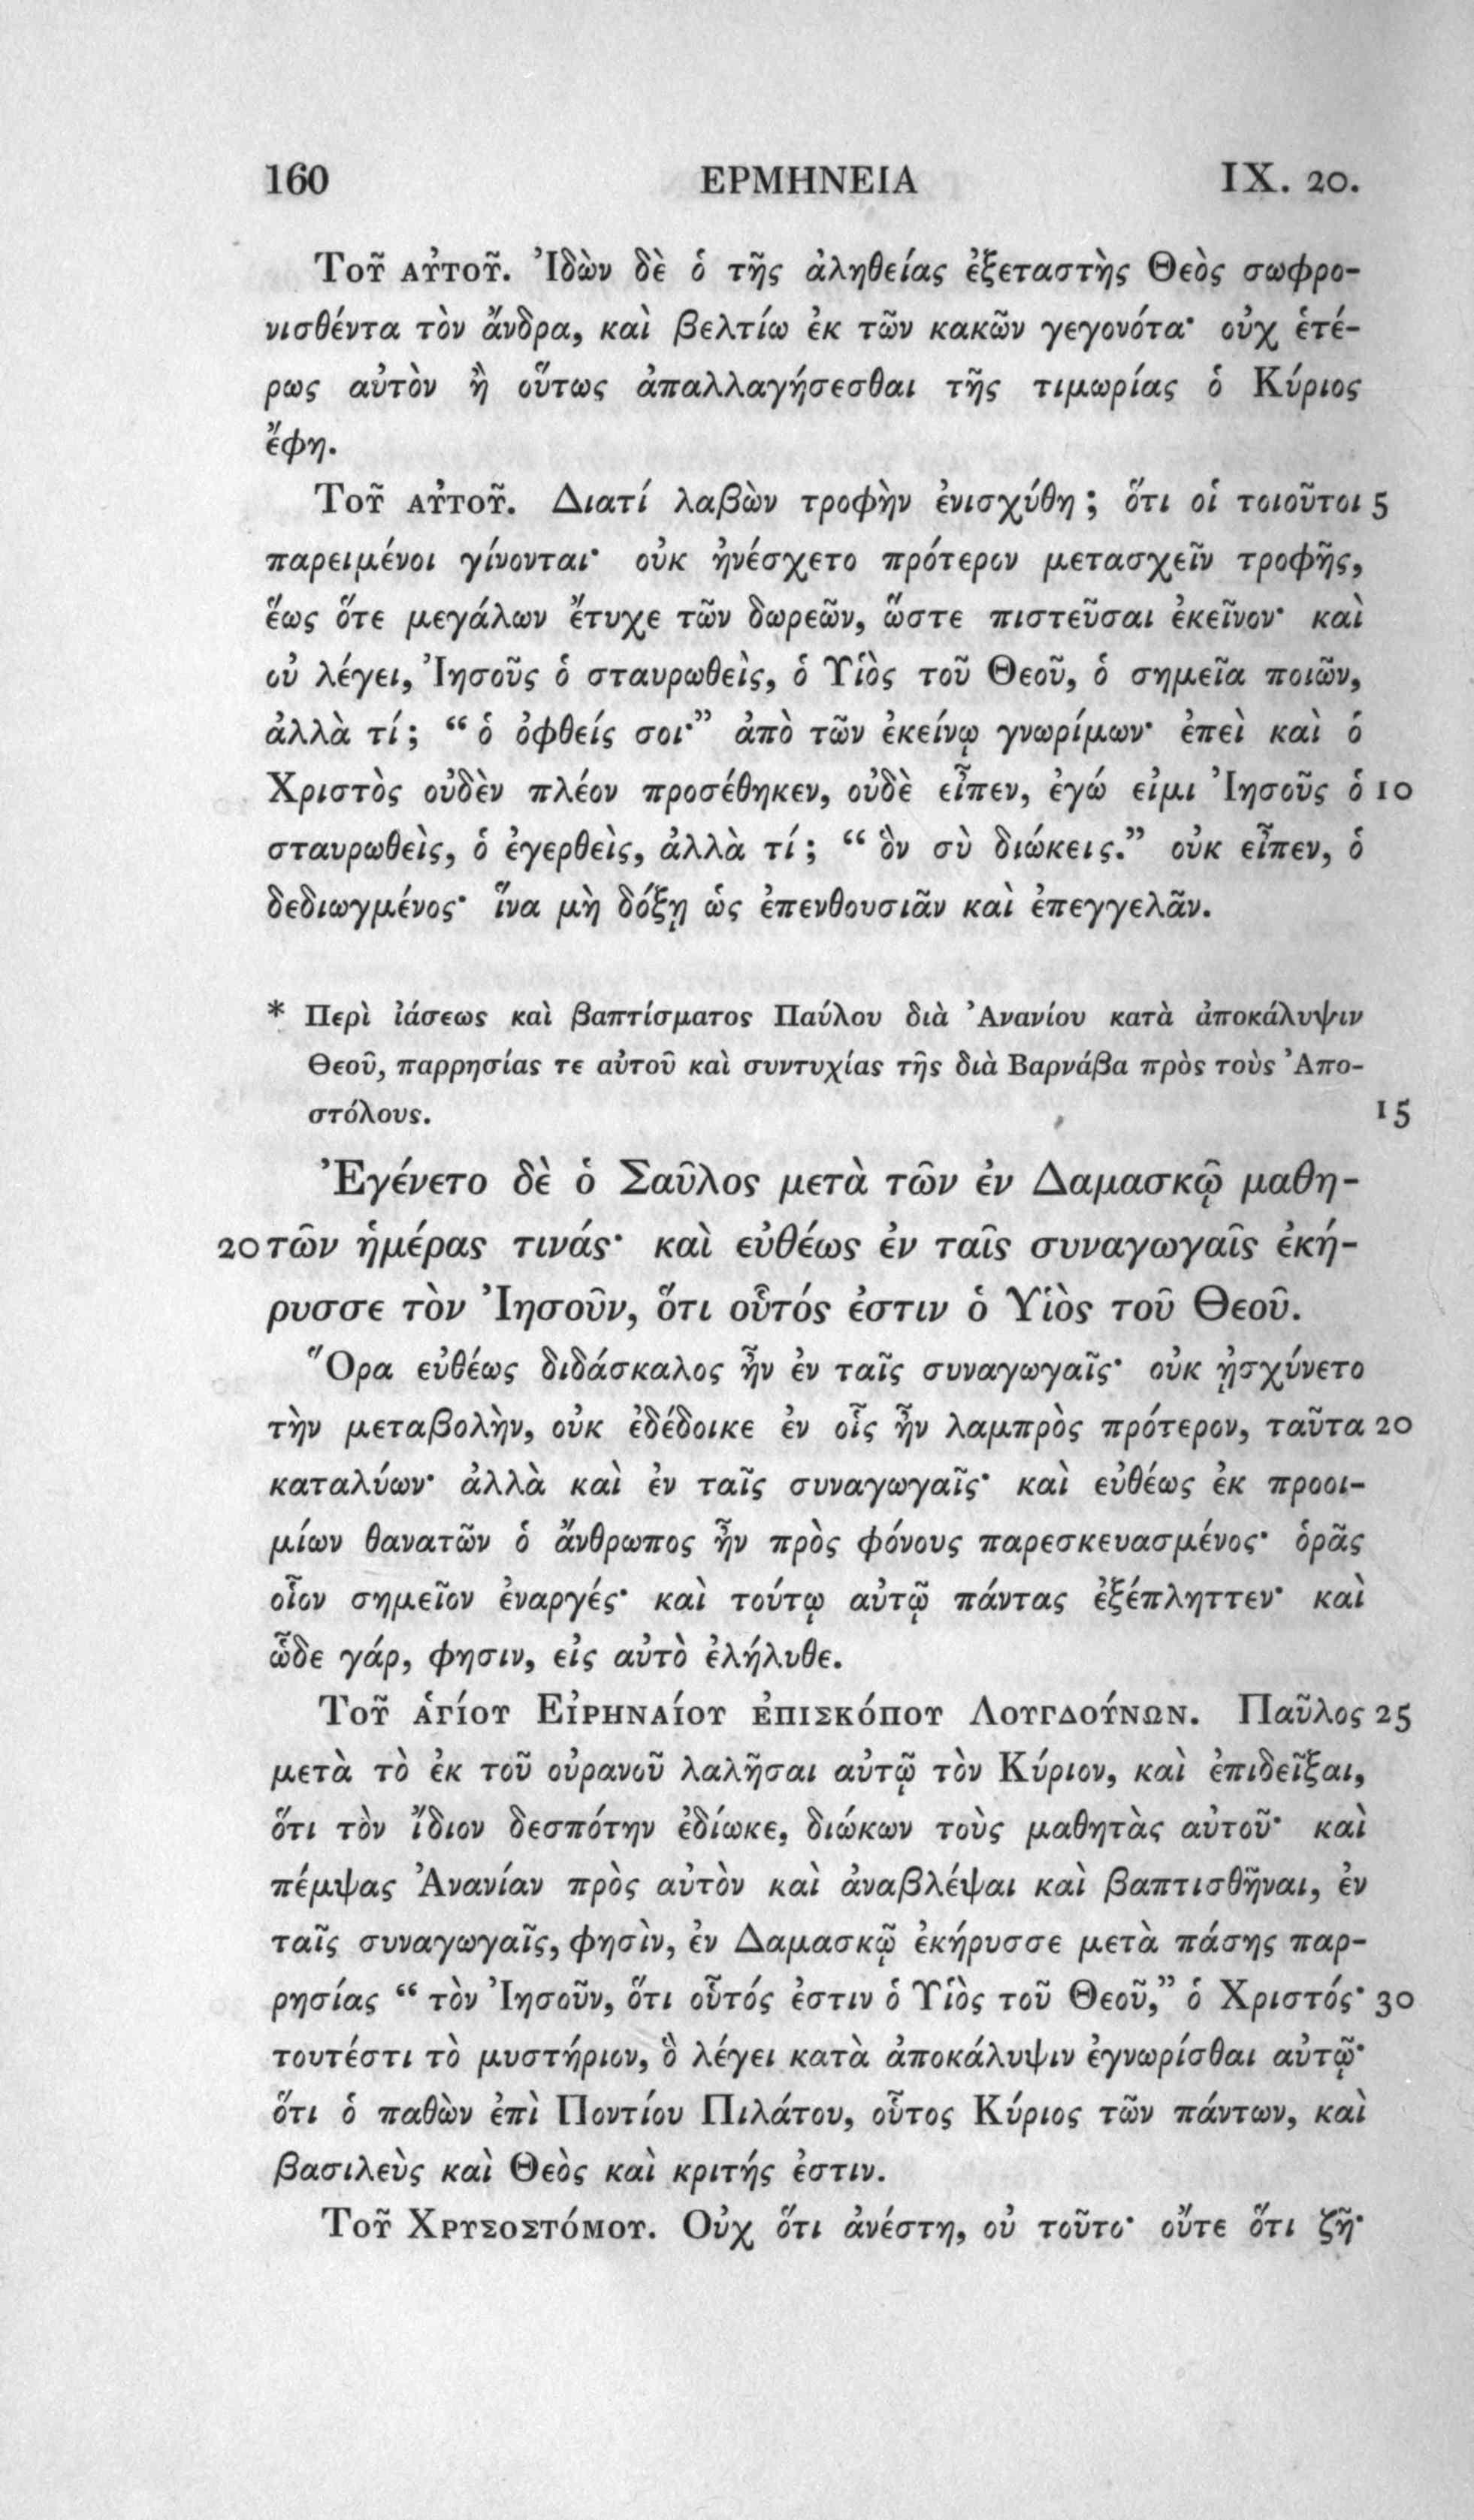 160 ΕΡΜΗΝΕΙΑ IX. 20.
Τοῦ αὐτοῦ. Ἰδὼν δὲ ὁ τῆς ἀληθείας ἐξεταστὴς Θεὸς σωφρο-
νισθέντα τὸν ἄνδρα, καὶ βελτίω ἐκ τῶν κακῶν γεγονότα· οὐχ ἑτέ-
ρως αὐτὸν ἢ οὕτως ἀπαλλαγήσεσθαι τῆς τιμωρίας ὁ Κύριος
ἔφη.
Τοῦ αὐτοῦ. Διατί λαβὼν τροφὴν ἐνισχύθη; ὅτι οἱ τοιοῦτοι 5
παρειμένοι γίνονται· οὐκ ἠνέσχετο πρότερον μετασχεῖν τροφῆς,
ἕως ὅτε μεγάλων ἔτυχε τῶν δωρεῶν, ὥστε πιστεῦσαι ἐκεῖνον· καὶ
οὐ λέγει, Ἰησοῦς ὁ σταυρωθεὶς, ὁ Υἱὸς τοῦ Θεοῦ, ὁ σημεῖα ποιῶν,
ἀλλὰ τί; “ ὁ ὀφθείς σοι·” ἀπὸ τῶν ἐκείνῳ γνωρίμων· ἐπεὶ καὶ ὁ
Χριστὸς οὐδὲν πλέον προσέθηκεν, οὐδὲ εἶπεν, ἐγώ εἰμι Ἰησοῦς ὁ 10
σταυρωθεὶς, ὁ ἐγερθεὶς, ἀλλὰ τί; “ ὃν σὺ διώκεις.” οὐκ εἶπεν, ὁ
δεδιωγμένος· ἵνα μὴ δόξῃ ὡς ἐπενθουσιᾶν καὶ ἐπεγγελᾶν.
* Περὶ ἰάσεως καὶ βαπτίσματος Παύλου διὰ Ἀνανίου κατὰ ἀποκάλυψιν
Θεοῦ, παρρησίας τε αὐτοῦ καὶ συντυχίας τῆς διὰ Βαρνάβα πρὸς τοὺς Ἀπο-
στόλους. 15
Ἐγένετο δὲ ὁ Σαῦλος μετὰ τῶν ἐν Δαμασκῷ μαθη-
20 τῶν ἡμέρας τινάς· καὶ εὐθέως ἐν ταῖς συναγωγαῖς ἐκή-
ρυσσε τὸν Ἰησοῦν, ὅτι οὗτός ἐστιν ὁ Υἱὸς τοῦ Θεοῦ.
Ὅρα εὐθέως διδάσκαλος ἦν ἐν ταῖς συναγωγαῖς· οὐκ ᾐσχύνετο
τὴν μεταβολὴν, οὐκ ἐδέδοικε ἐν οἷς ἦν λαμπρὸς πρότερον, ταῦτα 20
καταλύων· ἀλλὰ καὶ ἐν ταῖς συναγωγαῖς· καὶ εὐθέως ἐκ προοι-
μίων θανατῶν ὁ ἄνθρωπος ἦν πρὸς φόνους παρεσκευασμένος· ὁρᾶς
οἷον σημεῖον ἐναργές· καὶ τούτῳ αὐτῷ πάντας ἐξέπληττεν· καὶ
ὧδε γάρ, φησιν, εἰς αὐτὸ ἐλήλυθε.
Τοῦ ἁγίου Εἰρηναίου ἐπισκόπου Λουγδούνων. Παῦλος 25
μετὰ τὸ ἐκ τοῦ οὐρανοῦ λαλῆσαι αὐτῷ τὸν Κύριον, καὶ ἐπιδεῖξαι,
ὅτι τὸν ἴδιον δεσπότην ἐδίωκε, διώκων τοὺς μαθητὰς αὐτοῦ· καὶ
πέμψας Ἀνανίαν πρὸς αὐτὸν καὶ ἀναβλέψαι καὶ βαπτισθῆναι, ἐν
ταῖς συναγωγαῖς, φησὶν, ἐν Δαμασκῷ ἐκήρυσσε μετὰ πάσης παρ-
ρησίας “ τὸν Ἰησοῦν, ὅτι οὗτός ἐστιν ὁ Υἱὸς τοῦ Θεοῦ,” ὁ Χριστός· 30
τουτέστι τὸ μυστήριον, ὃ λέγει κατὰ ἀποκάλυψιν ἐγνωρίσθαι αὐτῷ·
ὅτι ὁ παθὼν ἐπὶ Ποντίου Πιλάτου, οὗτος Κύριος τῶν πάντων, καὶ
βασιλεὺς καὶ Θεὸς καὶ κριτής ἐστιν.
Τοῦ Χρυσοστόμου. Οὐχ ὅτι ἀνέστη, οὐ τοῦτο· οὔτε ὅτι ζῇ·